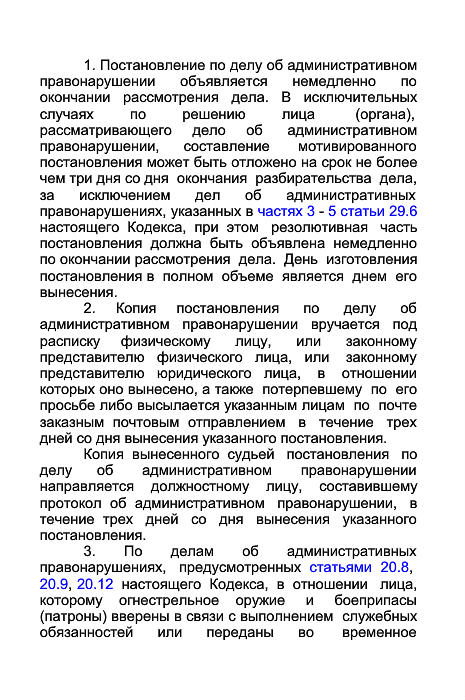 1. Постановление по делу об административном
правонарушении объявляется немедленно по
окончании рассмотрения дела. В исключительных
случаях по решению лица (органа),
рассматривающего дело об административном
правонарушении, составление мотивированного
постановления может быть отложено на срок не более
чем три дня со дня окончания разбирательства дела,
за исключением дел об административных
правонарушениях, указанных в частях 3 - 5 статьи 29.6
настоящего Кодекса, при этом резолютивная часть
постановления должна быть объявлена немедленно
по окончании рассмотрения дела. День изготовления
постановления в полном объеме является днем его
вынесения.
2. Копия постановления по делу об
административном правонарушении вручается под
расписку физическому лицу, или законному
представителю физического лица, или законному
представителю юридического лица, в отношении
которых оно вынесено, а также потерпевшему по его
просьбе либо высылается указанным лицам по почте
заказным почтовым отправлением в течение трех
дней со дня вынесения указанного постановления.
Копия вынесенного судьей постановления по
делу об административном правонарушении
направляется должностному лицу, составившему
протокол об административном правонарушении, в
течение трех дней со дня вынесения указанного
постановления.
3. По делам об административных
правонарушениях, предусмотренных статьями 20.8,
20.9, 20.12 настоящего Кодекса, в отношении лица,
которому огнестрельное оружие и боеприпасы
(патроны) вверены в связи с выполнением служебных
обязанностей или переданы во временное